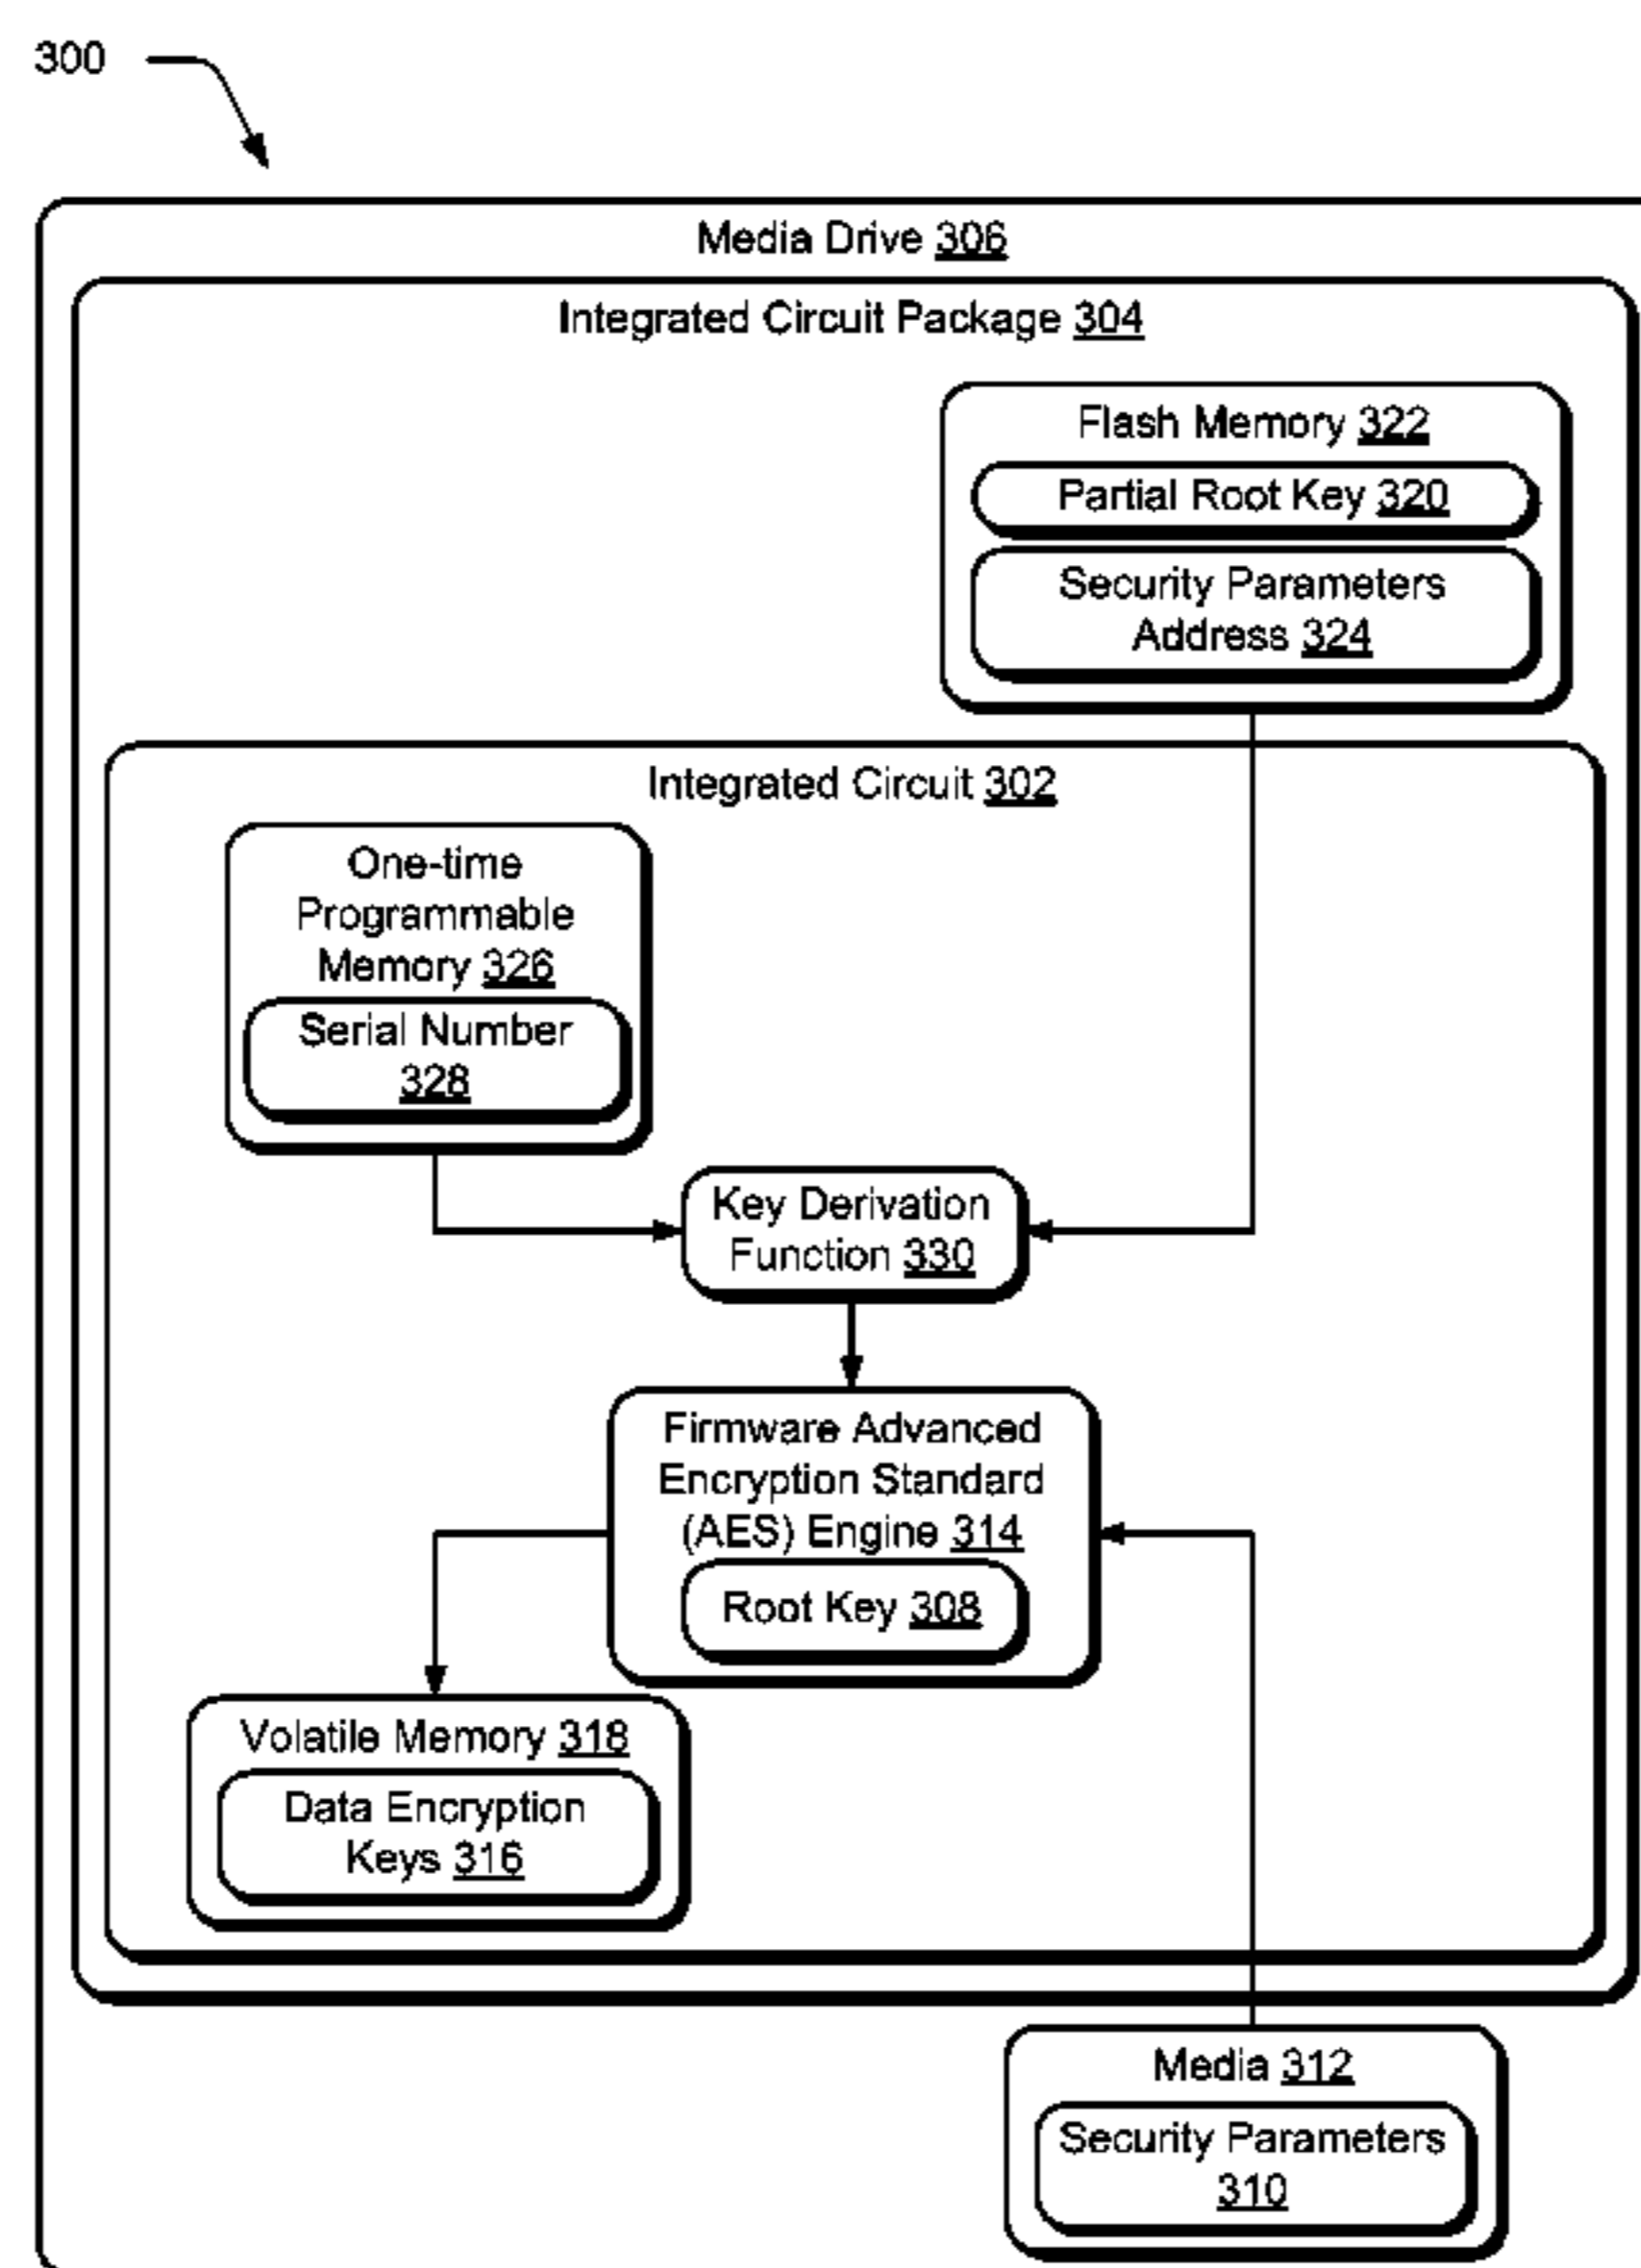 300
Media Drive 306
Integrated Circuit Package 304
Flash Memory 322
Partial Root Key 320
Security Parameters
Address 324
Integrated Circuit 302
One-time
Programmable
Memory 326
Serial Number
328
Key Derivation
Function 330
Firmware Advanced
Encryption Standard
(AES) Engine 314
Root Key 308
Volatile Memory 318
Data Encryption
Keys 316
Media 312
Security Parameters
310